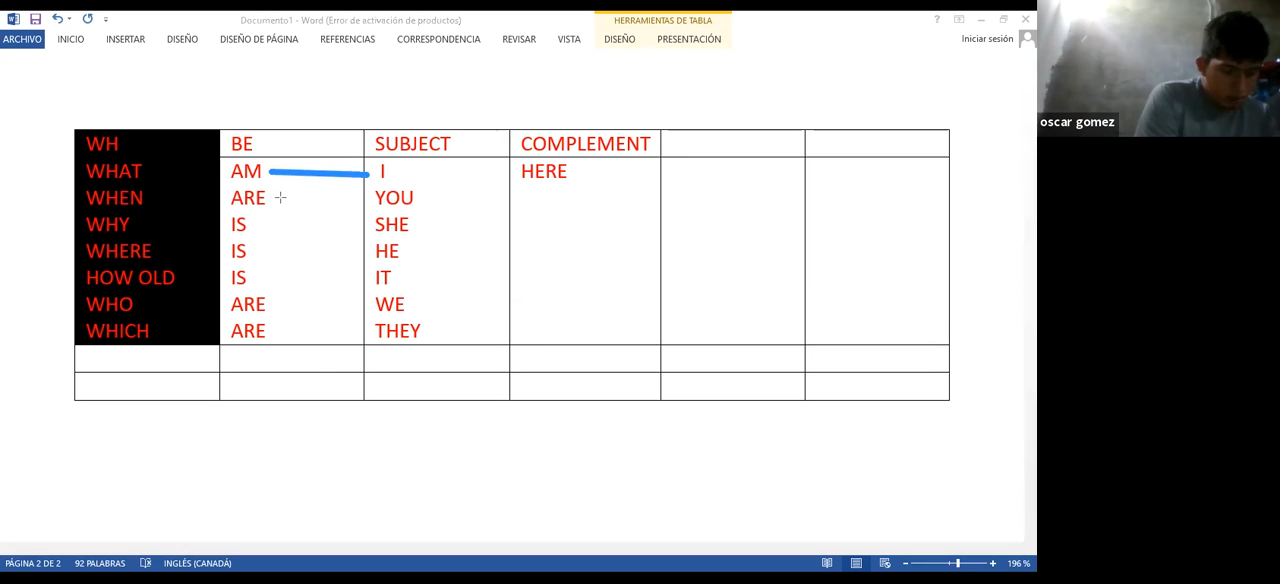 Documento1 - Word (Error de activación de productos)
HERRAMIENTAS DE TABLA
?
ARCHIVO INICIO INSERTAR DISEÑO DISEÑO DE PÁGINA REFERENCIAS CORRESPONDENCIA REVISAR VISTA DISEÑO PRESENTACIÓN Iniciar sesión
oscar gomez
WH BE SUBJECT COMPLEMENT
WHAT AM I HERE
WHEN ARE YOU
WHY IS SHE
WHERE IS HE
HOW OLD IS IT
WHO ARE WE
WHICH ARE THEY
PÁGINA 2 DE 2 92 PALABRAS INGLÉS (CANADÁ) 196 %